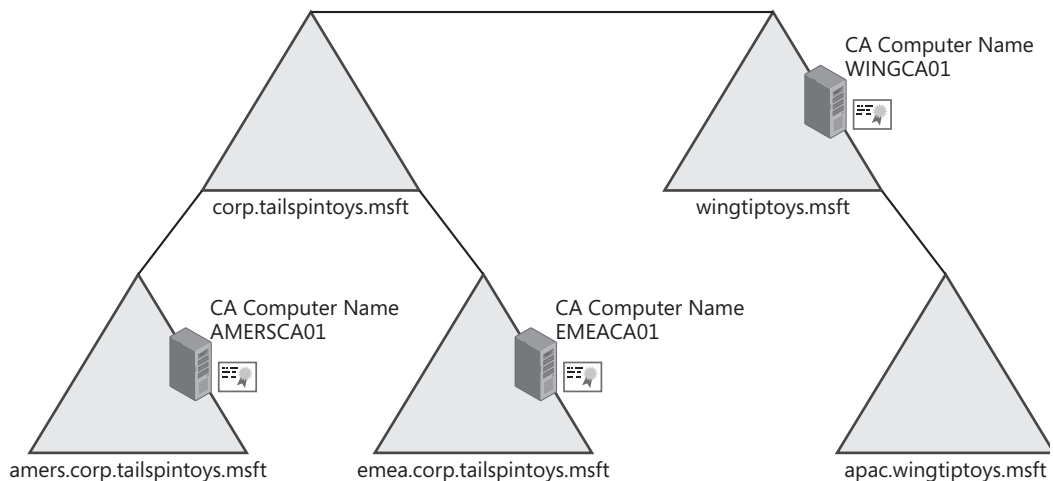 CA Computer Name
WINGCA01
corp.tailspintoys.msft
wingtiptoys.msft
CA Computer Name
AMERSCA01
CA Computer Name
EMEACA01
amers.corp.tailspintoys.msft
emea.corp.tailspintoys.msft
apac.wingtiptoys.msft